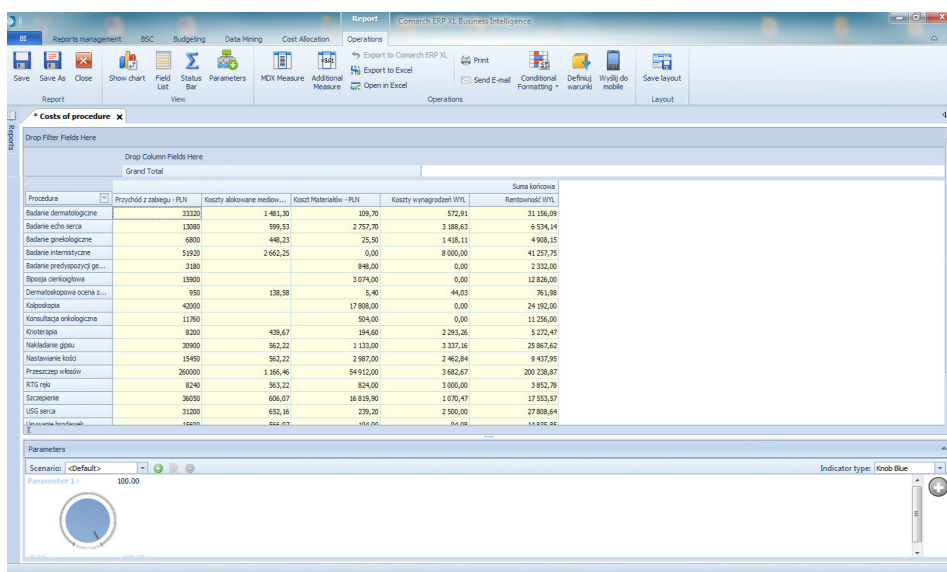 Report Comarch ERP XL Business Intelligence
BI Reports management BSC Budgeting Data Mining Cost Allocation Operations
Save Save As Close Show chart Field List Status Bar Parameters MDX Measure Additional Measure Export to Comarch ERP XL Export to Excel Open in Excel Print Send E-mail Conditional Formatting Definiuj warunki Wyślij do mobile Save layout
Report View Operations Layout
* Costs of procedure x
Reports
Drop Filter Fields Here
Drop Column Fields Here
Grand Total
Suma końcowa
Procedura Przychód z zabiegu - PLN Koszty alokowane mediow... Koszt Materiałów - PLN Koszty wynagrodzeń WYL Rentowność WYL
Badanie dermatologiczne 33320 1 481,30 109,70 572,91 31 156,09
Badanie echo serca 13080 599,53 2 757,70 3 188,63 6 534,14
Badanie ginekologiczne 6800 448,23 25,50 1 418,11 4 908,15
Badanie internistyczne 51920 2 662,25 0,00 8 000,00 41 257,75
Badanie predyspozycji ge... 3180 848,00 0,00 2 332,00
Biposja cienkoigłowa 15900 3 074,00 0,00 12 826,00
Dermatoskopowa ocena z... 950 138,58 5,40 44,03 761,98
Kolposkopia 42000 17 808,00 0,00 24 192,00
Konsultacja onkologiczna 11760 504,00 0,00 11 256,00
Krioterapia 8200 439,67 194,60 2 293,26 5 272,47
Nakładanie gipsu 30900 562,22 1 133,00 3 337,16 25 867,62
Nastawianie kości 15450 562,22 2 987,00 2 462,84 9 437,95
Przeszczep włosów 260000 1 166,46 54 912,00 3 682,67 200 238,87
RTG ręki 8240 563,22 824,00 3 000,00 3 852,78
Szczepienie 36050 606,07 16 819,90 1 070,47 17 553,57
USG serca 31200 652,16 239,20 2 500,00 27 808,64
Usuwanie brodawek 15600 566,07 104,00 94,08 14 835,85
Parameters
Scenario: <Default> Indicator type: Knob Blue
Parameter 1 : 100.00